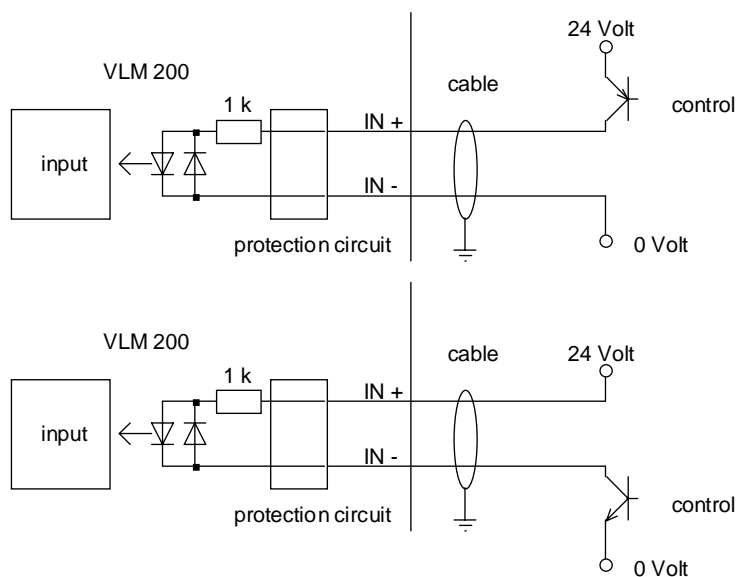 24 Volt
VLM 200
cable
1 k
control
IN +
input
IN -
protection circuit
0 Volt
VLM 200
cable
24 Volt
1 k
IN +
input
IN -
control
protection circuit
0 Volt